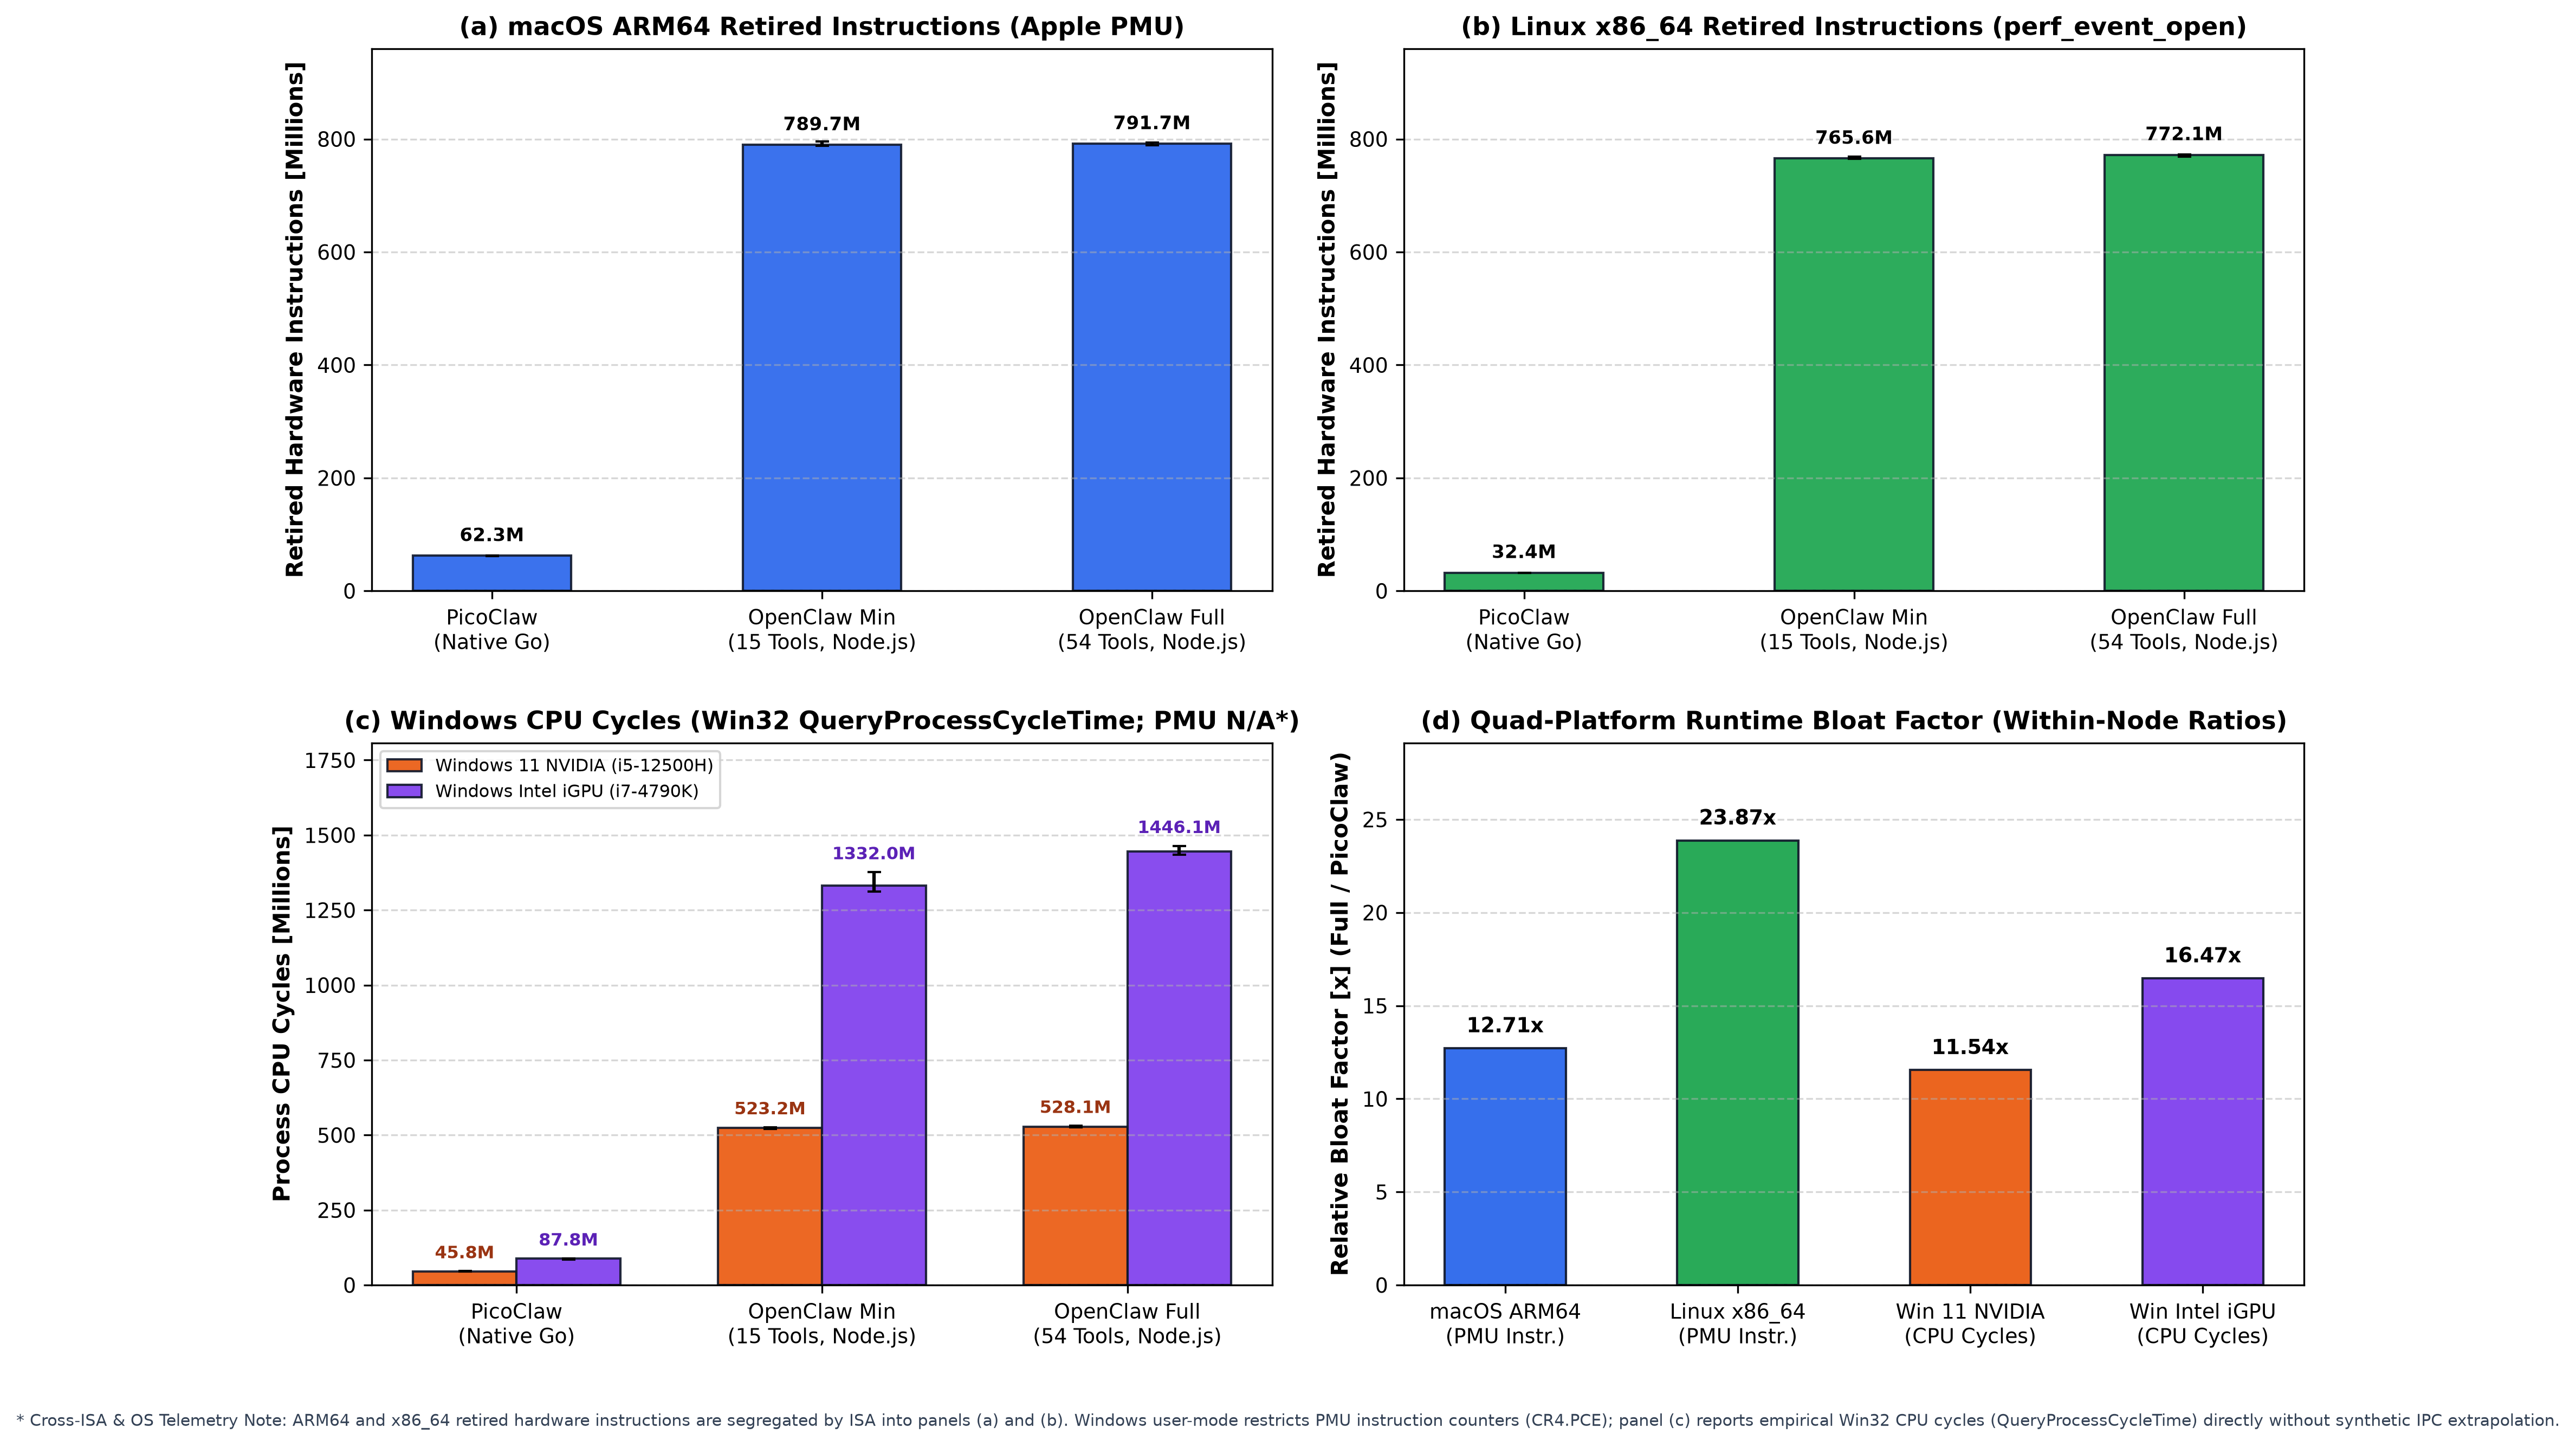 (a) macOS ARM64 Retired Instructions (Apple PMU)
Retired Hardware Instructions [Millions]
800
600
400
200
0
62.3M
789.7M
791.7M
PicoClaw
(Native Go)
OpenClaw Min
(15 Tools, Node.js)
OpenClaw Full
(54 Tools, Node.js)
(b) Linux x86_64 Retired Instructions (perf_event_open)
Retired Hardware Instructions [Millions]
800
600
400
200
0
32.4M
765.6M
772.1M
PicoClaw
(Native Go)
OpenClaw Min
(15 Tools, Node.js)
OpenClaw Full
(54 Tools, Node.js)
(c) Windows CPU Cycles (Win32 QueryProcessCycleTime; PMU N/A*)
Process CPU Cycles [Millions]
1750
1500
1250
1000
750
500
250
0
Windows 11 NVIDIA (i5-12500H)
Windows Intel iGPU (i7-4790K)
45.8M
87.8M
523.2M
1332.0M
528.1M
1446.1M
PicoClaw
(Native Go)
OpenClaw Min
(15 Tools, Node.js)
OpenClaw Full
(54 Tools, Node.js)
(d) Quad-Platform Runtime Bloat Factor (Within-Node Ratios)
Relative Bloat Factor [x] (Full / PicoClaw)
25
20
15
10
5
0
12.71x
23.87x
11.54x
16.47x
macOS ARM64
(PMU Instr.)
Linux x86_64
(PMU Instr.)
Win 11 NVIDIA
(CPU Cycles)
Win Intel iGPU
(CPU Cycles)
* Cross-ISA & OS Telemetry Note: ARM64 and x86_64 retired hardware instructions are segregated by ISA into panels (a) and (b). Windows user-mode restricts PMU instruction counters (CR4.PCE); panel (c) reports empirical Win32 CPU cycles (QueryProcessCycleTime) directly without synthetic IPC extrapolation.